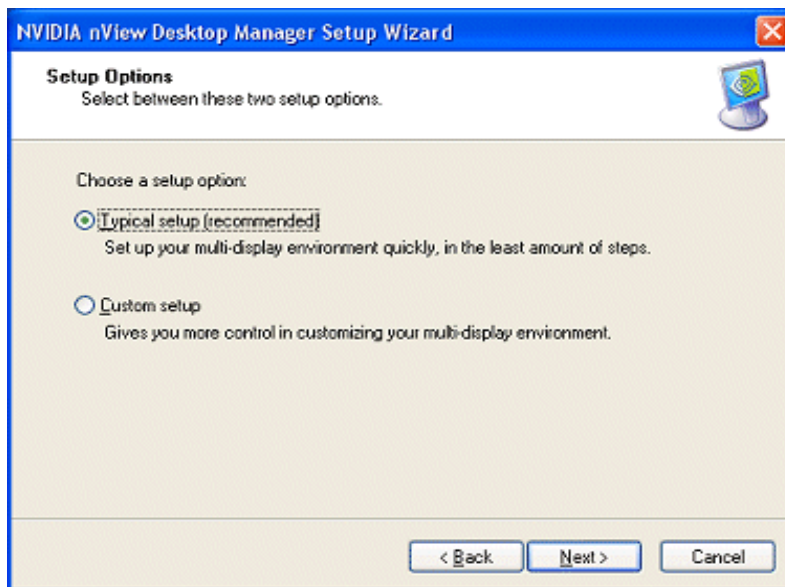 NVIDIA nView Desktop Manager Setup Wizard
Setup Options
Select between these two setup options.
Choose a setup option:
Typical setup (recommended)
Set up your multi-display environment quickly, in the least amount of steps.
Custom setup
Gives you more control in customizing your multi-display environment.
< Back
Next >
Cancel